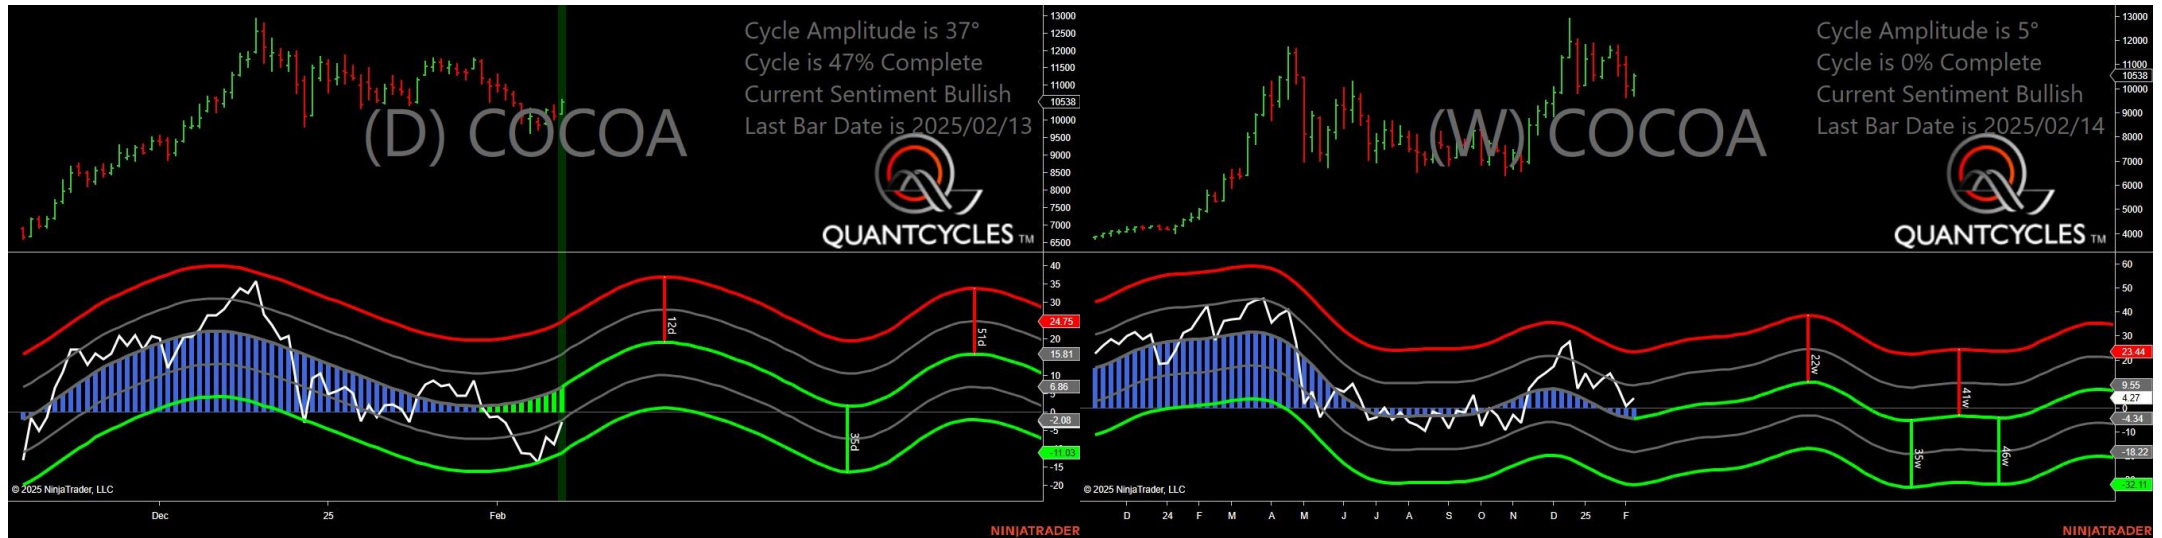 Cycle Amplitude is 37°
Cycle is 47% Complete
Current Sentiment Bullish
Last Bar Date is 2025/02/13
(D) COCOA
QUANTCYCLES TM
13000
12500
12000
11500
11000
10538
10000
9500
9000
8500
8000
7500
7000
6500
40
35
30
24.75
20
15.81
10
6.86
5
0
-2.08
-5
-11.03
-15
-20
12d
35d
51d
© 2025 NinjaTrader, LLC
Dec
25
Feb
NINJATRADER
Cycle Amplitude is 5°
Cycle is 0% Complete
Current Sentiment Bullish
Last Bar Date is 2025/02/14
(W) COCOA
QUANTCYCLES TM
13000
12000
11000
10538
10000
9000
8000
7000
6000
5000
4000
60
50
40
30
23.44
20
9.55
4.27
0
-4.34
-10
-18.22
-32.11
22w
35w
41w
46w
© 2025 NinjaTrader, LLC
D
24
F
M
A
M
J
J
A
S
O
N
D
25
F
NINJATRADER